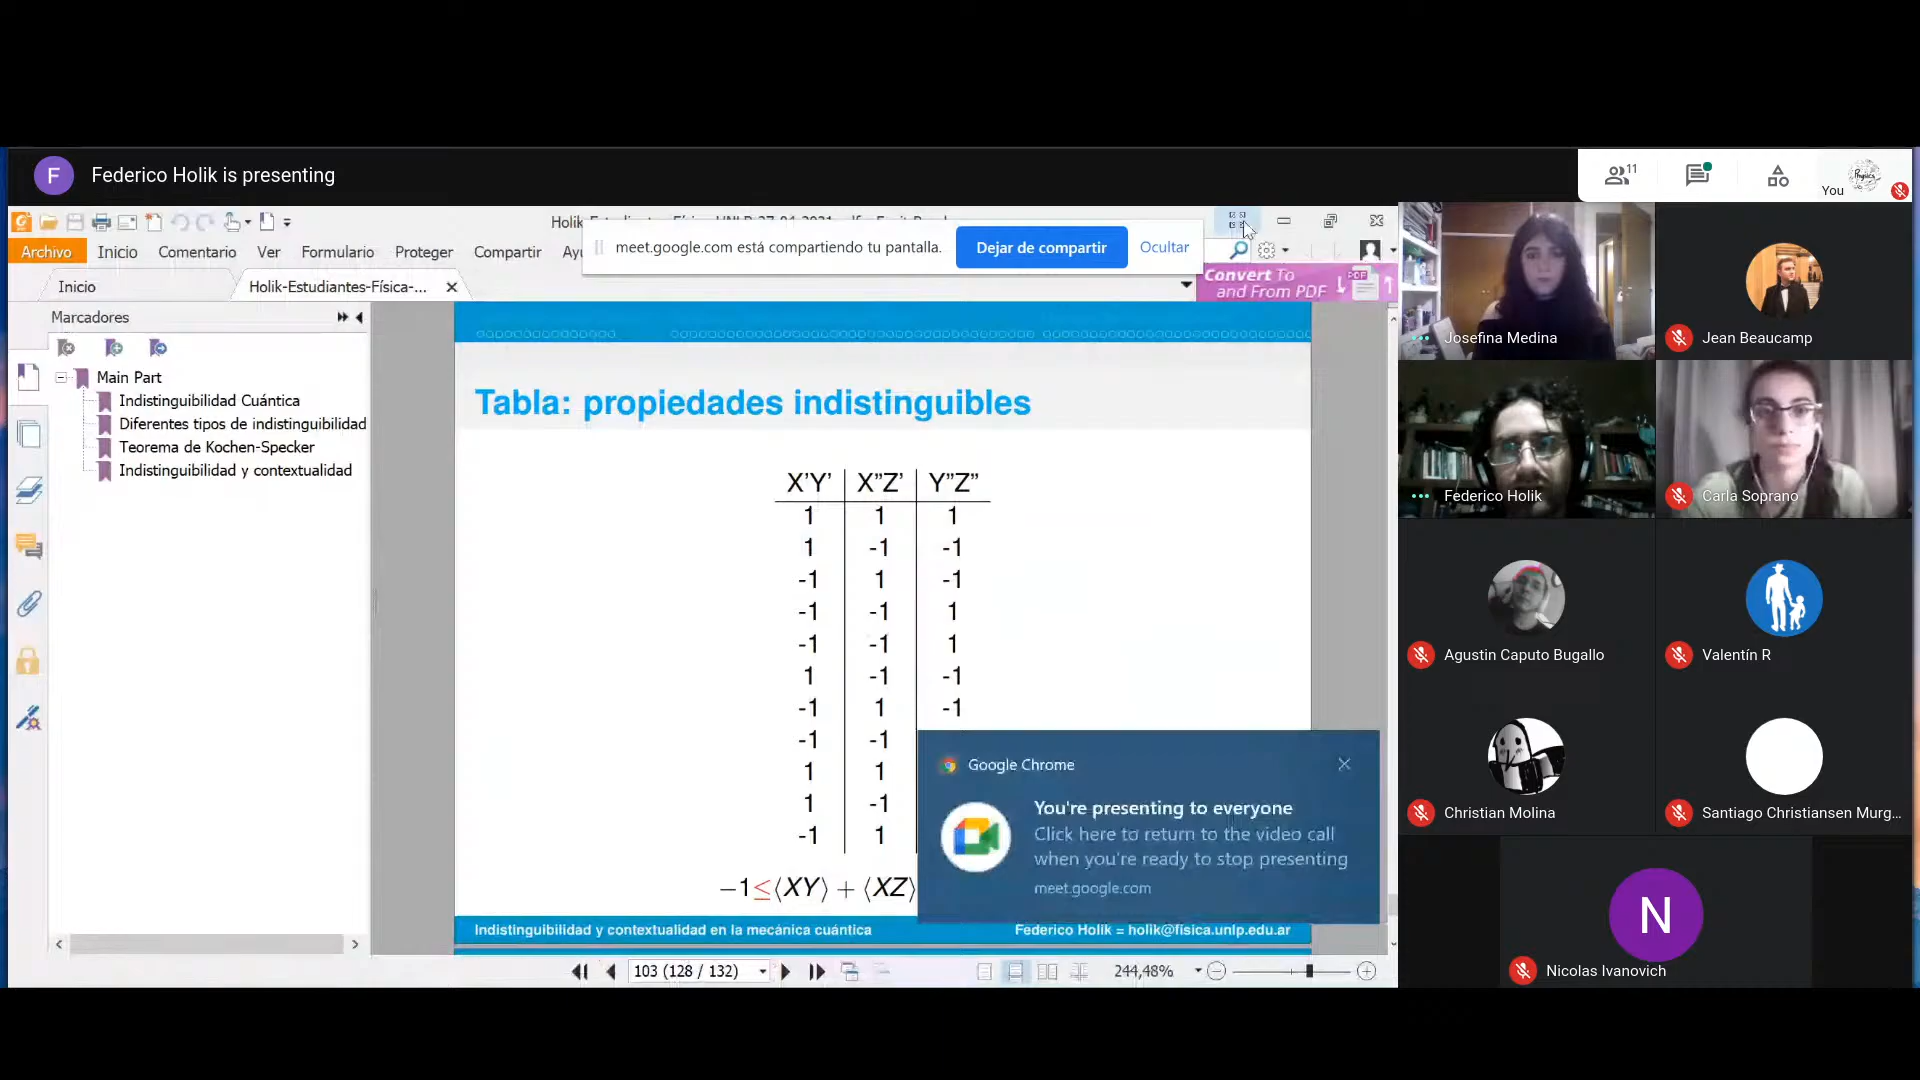 Federico Holik is presenting
11
You
Physics
meet.google.com está compartiendo tu pantalla.
Dejar de compartir
Ocultar
Archivo
Inicio
Comentario
Ver
Formulario
Proteger
Compartir
Convert To
and From PDF
PDF
Inicio
Holik-Estudiantes-Física-...
Marcadores
Main Part
Indistinguibilidad Cuántica
Diferentes tipos de indistinguibilidad
Teorema de Kochen-Specker
Indistinguibilidad y contextualidad
Tabla: propiedades indistinguibles
X'Y' X"Z' Y"Z"
1 1 1
1 -1 -1
-1 1 -1
-1 -1 1
-1 -1 1
1 -1 -1
-1 1 -1
-1 -1
1 1
1 -1
-1 1
−1≤⟨XY⟩ + ⟨XZ⟩
Google Chrome
You're presenting to everyone
Click here to return to the video call
when you're ready to stop presenting
meet.google.com
Indistinguibilidad y contextualidad en la mecánica cuántica
Federico Holik = holik@fisica.unlp.edu.ar
103 (128 / 132)
244,48%
Josefina Medina
Jean Beaucamp
Federico Holik
Carla Soprano
Agustin Caputo Bugallo
Valentín R
Christian Molina
Santiago Christiansen Murg...
N
Nicolas Ivanovich